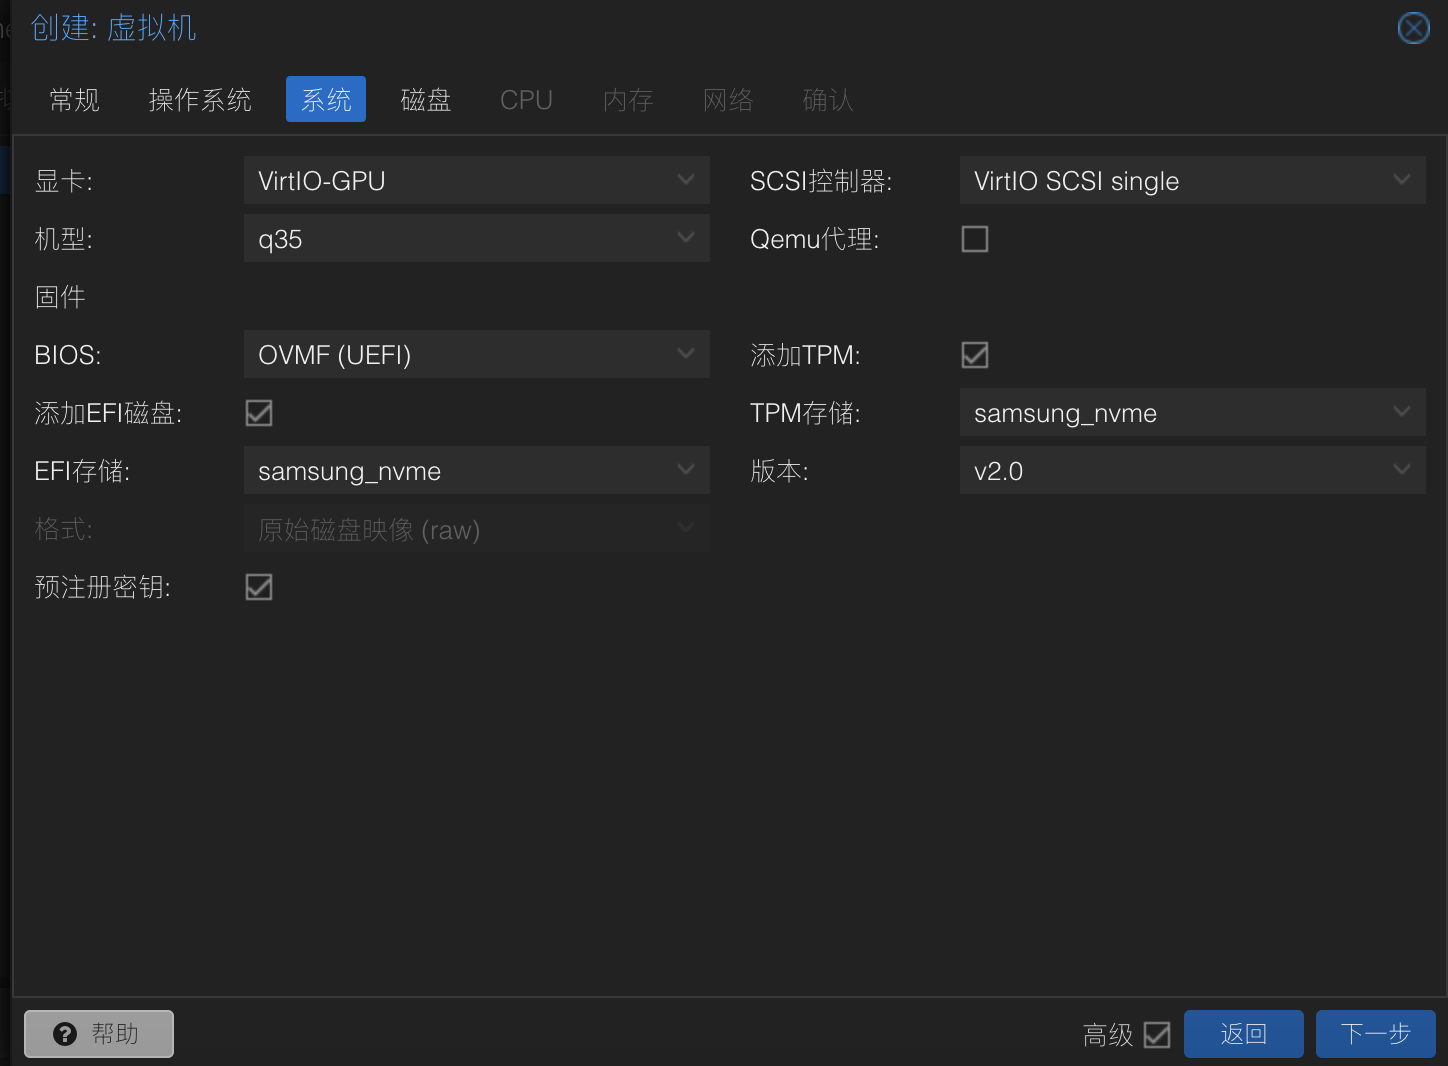 创建: 虚拟机
常规 操作系统 系统 磁盘 CPU 内存 网络 确认
显卡: VirtIO-GPU SCSI控制器: VirtIO SCSI single
机型: q35 Qemu代理:
固件
BIOS: OVMF (UEFI) 添加TPM:
添加EFI磁盘: TPM存储: samsung_nvme
EFI存储: samsung_nvme 版本: v2.0
格式: 原始磁盘映像 (raw)
预注册密钥:
帮助 高级 返回 下一步